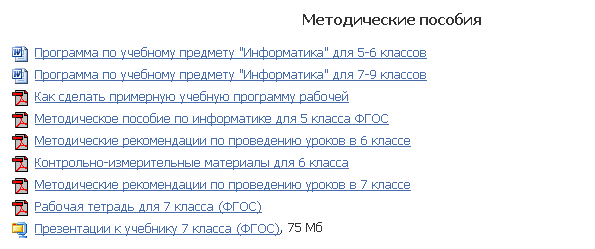 Методические пособия
Программа по учебному предмету "Информатика" для 5-6 классов
Программа по учебному предмету "Информатика" для 7-9 классов
Как сделать примерную учебную программу рабочей
Методическое пособие по информатике для 5 класса ФГОС
Методические рекомендации по проведению уроков в 6 классе
Контрольно-измерительные материалы для 6 класса
Методические рекомендации по проведению уроков в 7 классе
Рабочая тетрадь для 7 класса (ФГОС)
Презентации к учебнику 7 класса (ФГОС), 75 Мб